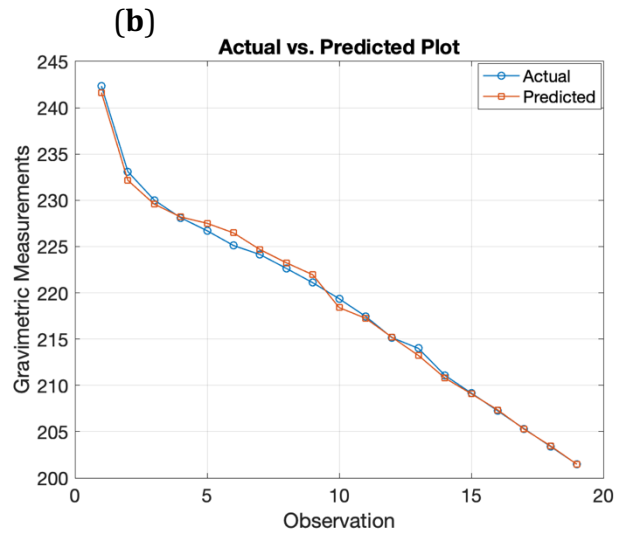 (b)
Actual vs. Predicted Plot
245
240
235
230
225
220
215
210
205
200
Gravimetric Measurements
Actual
Predicted
0 5 10 15 20
Observation